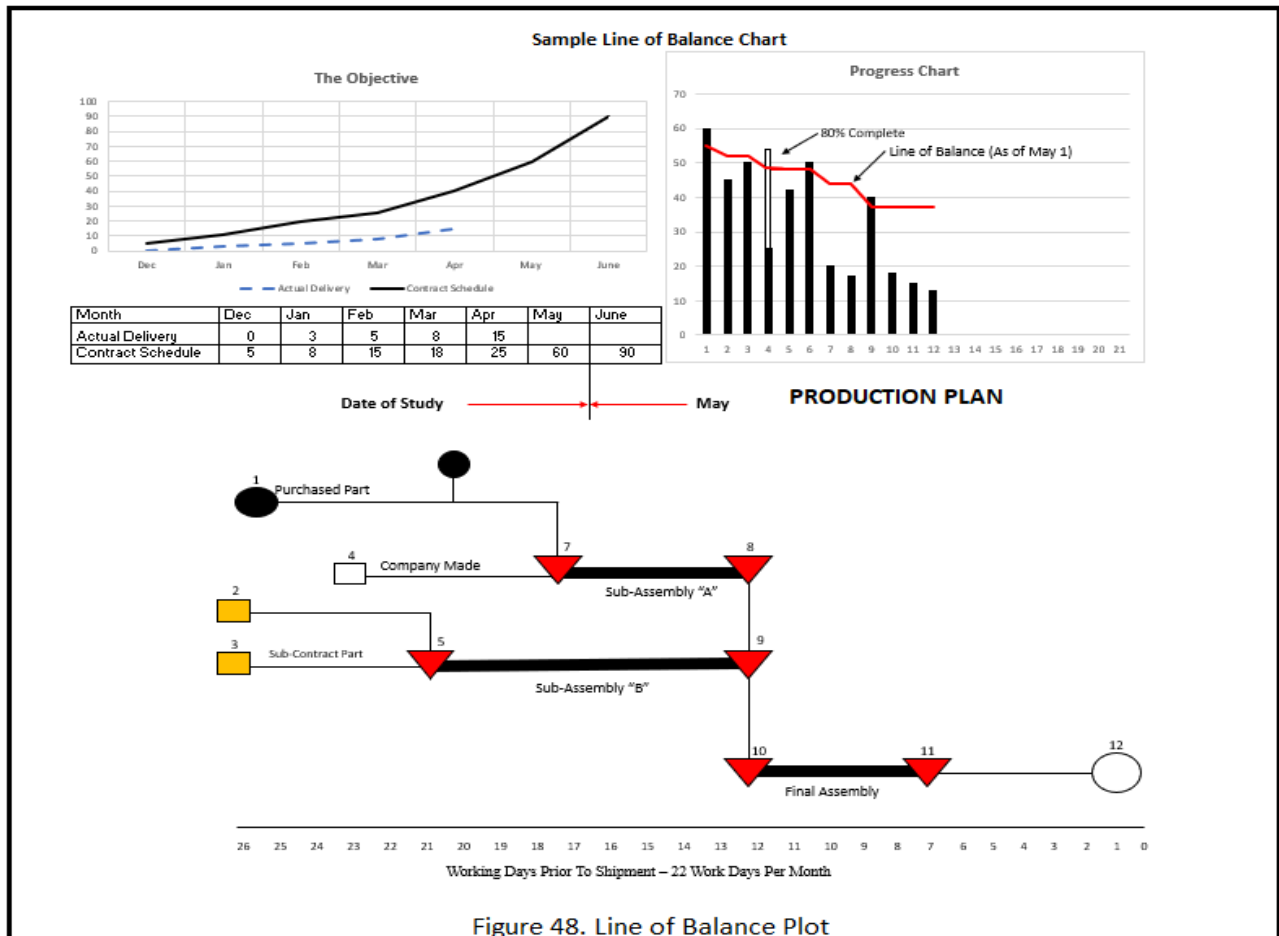 Sample Line of Balance Chart
The Objective
100
90
80
70
60
50
40
30
20
10
0
Dec Jan Feb Mar Apr May June
Actual Delivery Contract Schedule
Month Dec Jan Feb Mar Apr May June
Actual Delivery 0 3 5 8 15
Contract Schedule 5 8 15 18 25 60 90
Progress Chart
70
60
50
40
30
20
10
0
80% Complete
Line of Balance (As of May 1)
1 2 3 4 5 6 7 8 9 10 11 12 13 14 15 16 17 18 19 20 21
Date of Study May
PRODUCTION PLAN
1
Purchased Part
7
8
4
Company Made
Sub-Assembly "A"
2
3
Sub-Contract Part
5
9
Sub-Assembly "B"
10
11
12
Final Assembly
26 25 24 23 22 21 20 19 18 17 16 15 14 13 12 11 10 9 8 7 6 5 4 3 2 1 0
Working Days Prior To Shipment – 22 Work Days Per Month
Figure 48. Line of Balance Plot